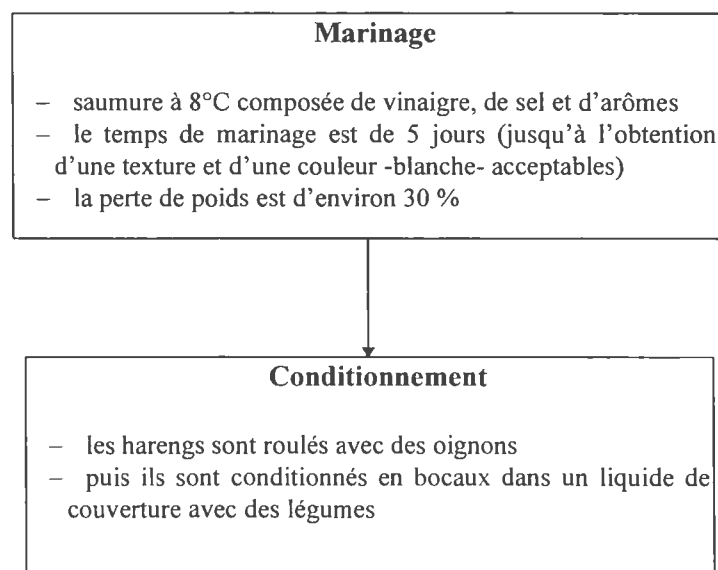 Marinage
– saumure à 8°C composée de vinaigre, de sel et d'arômes
– le temps de marinage est de 5 jours (jusqu'à l'obtention
d'une texture et d'une couleur -blanche- acceptables)
– la perte de poids est d'environ 30 %
Conditionnement
– les harengs sont roulés avec des oignons
– puis ils sont conditionnés en bocaux dans un liquide de
couverture avec des légumes